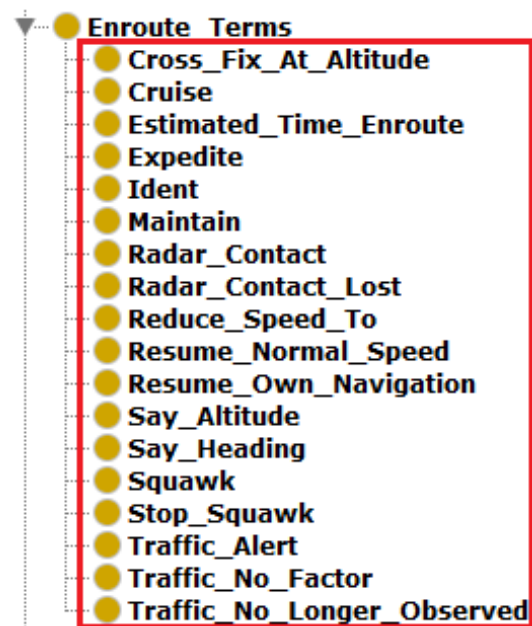 Enroute_Terms
Cross_Fix_At_Altitude
Cruise
Estimated_Time_Enroute
Expedite
Ident
Maintain
Radar_Contact
Radar_Contact_Lost
Reduce_Speed_To
Resume_Normal_Speed
Resume_Own_Navigation
Say_Altitude
Say_Heading
Squawk
Stop_Squawk
Traffic_Alert
Traffic_No_Factor
Traffic_No_Longer_Observed